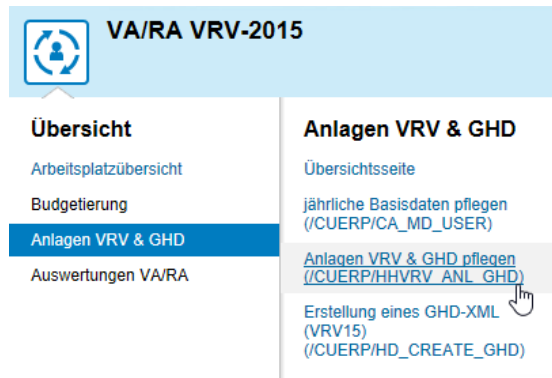 VA/RA VRV-2015
Übersicht
Arbeitsplatzübersicht
Budgetierung
Anlagen VRV & GHD
Auswertungen VA/RA
Anlagen VRV & GHD
Übersichtsseite
jährliche Basisdaten pflegen
(/CUERP/CA_MD_USER)
Anlagen VRV & GHD pflegen
(/CUERP/HHVRV_ANL_GHD)
Erstellung eines GHD-XML
(VRV15)
(/CUERP/HD_CREATE_GHD)